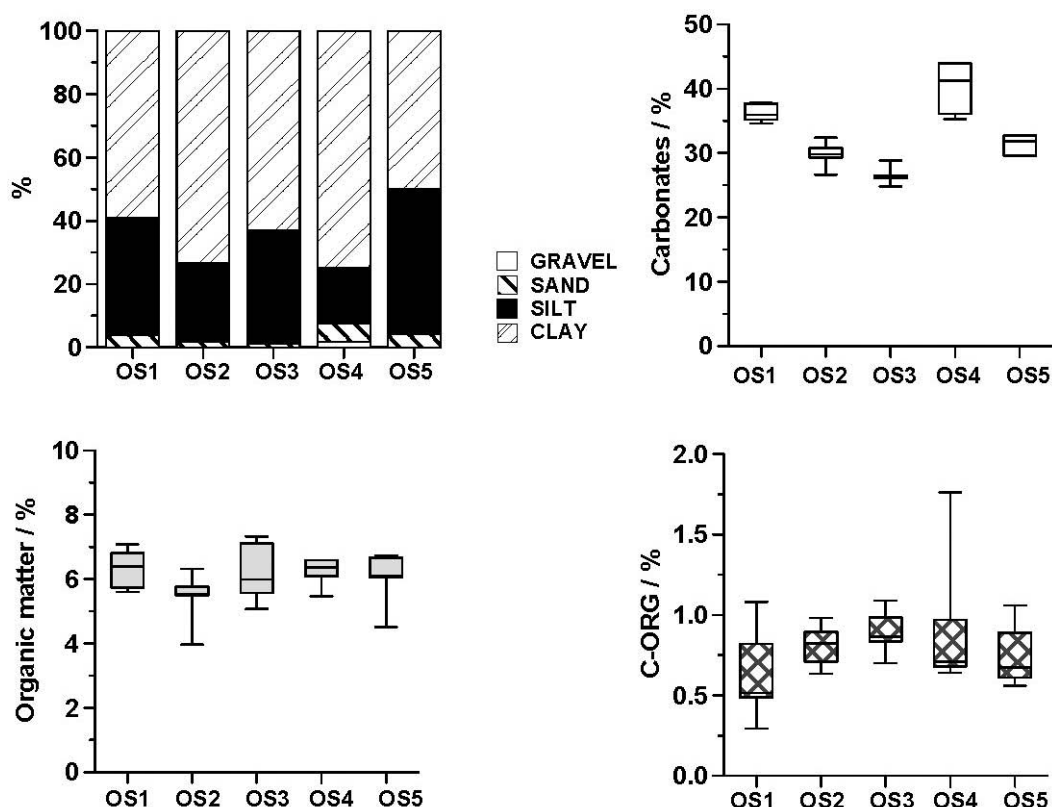 100
80
60
40
20
0
%
OS1 OS2 OS3 OS4 OS5
GRAVEL
SAND
SILT
CLAY
50
40
30
20
10
0
Carbonates / %
OS1 OS2 OS3 OS4 OS5
10
8
6
4
2
0
Organic matter / %
OS1 OS2 OS3 OS4 OS5
2.0
1.5
1.0
0.5
0.0
C-ORG / %
OS1 OS2 OS3 OS4 OS5